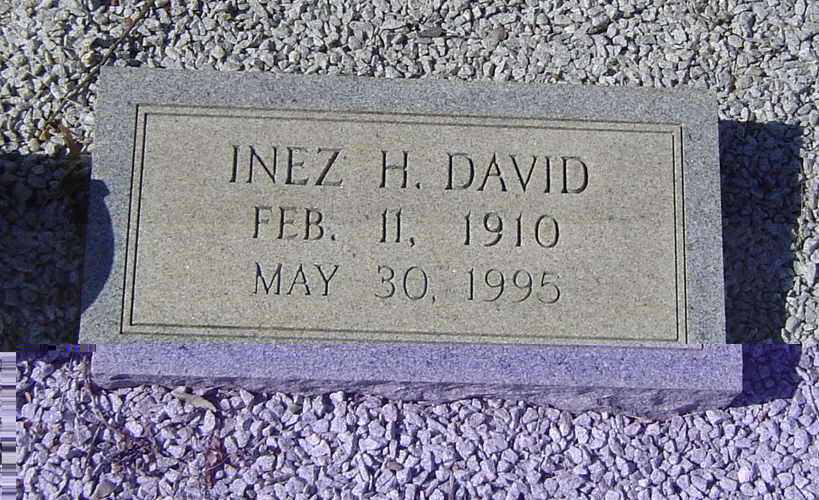 INEZ H. DAVID
FEB. 11, 1910
MAY 30, 1995